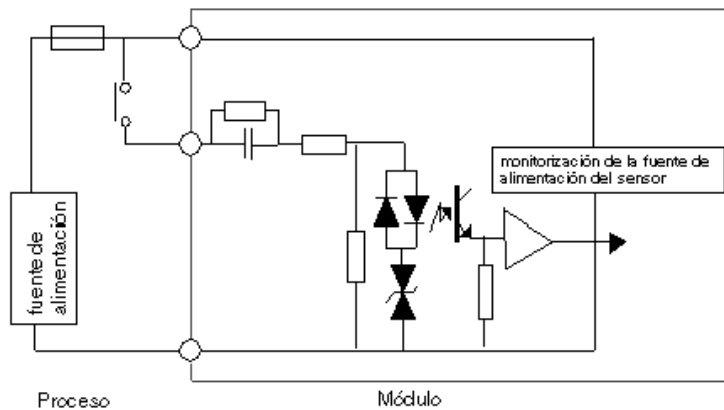 monitorización de la fuente de
alimentación del sensor
fuente de
alimentación
Proceso
Módulo